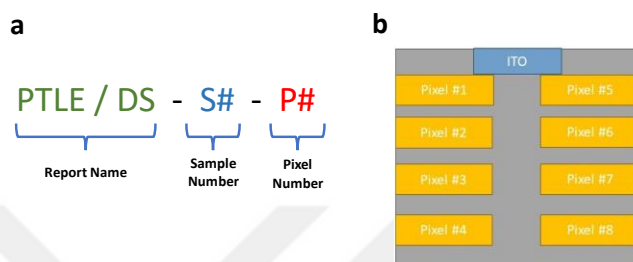 a
PTLE / DS - S# - P#
Report Name
Sample
Number
Pixel
Number
b
ITO
Pixel #1
Pixel #5
Pixel #2
Pixel #6
Pixel #3
Pixel #7
Pixel #4
Pixel #8